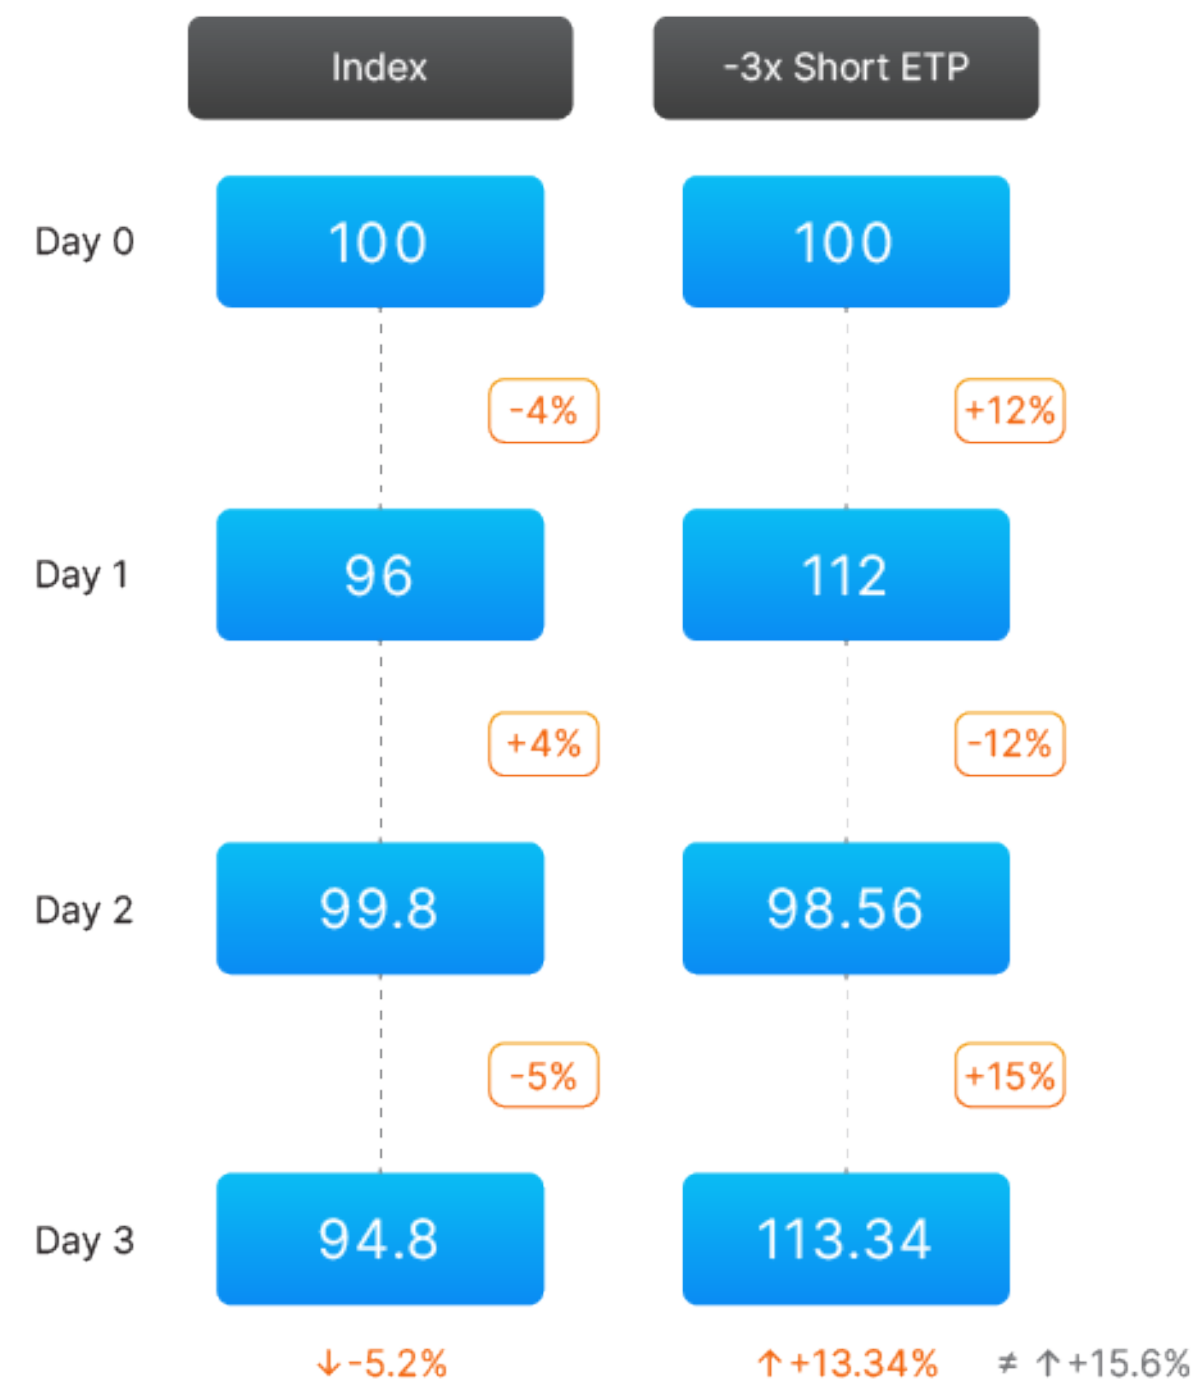 Index -3x Short ETP
Day 0 100 100
-4% +12%
Day 1 96 112
+4% -12%
Day 2 99.8 98.56
-5% +15%
Day 3 94.8 113.34
↓-5.2% ↑+13.34% ≠ ↑+15.6%